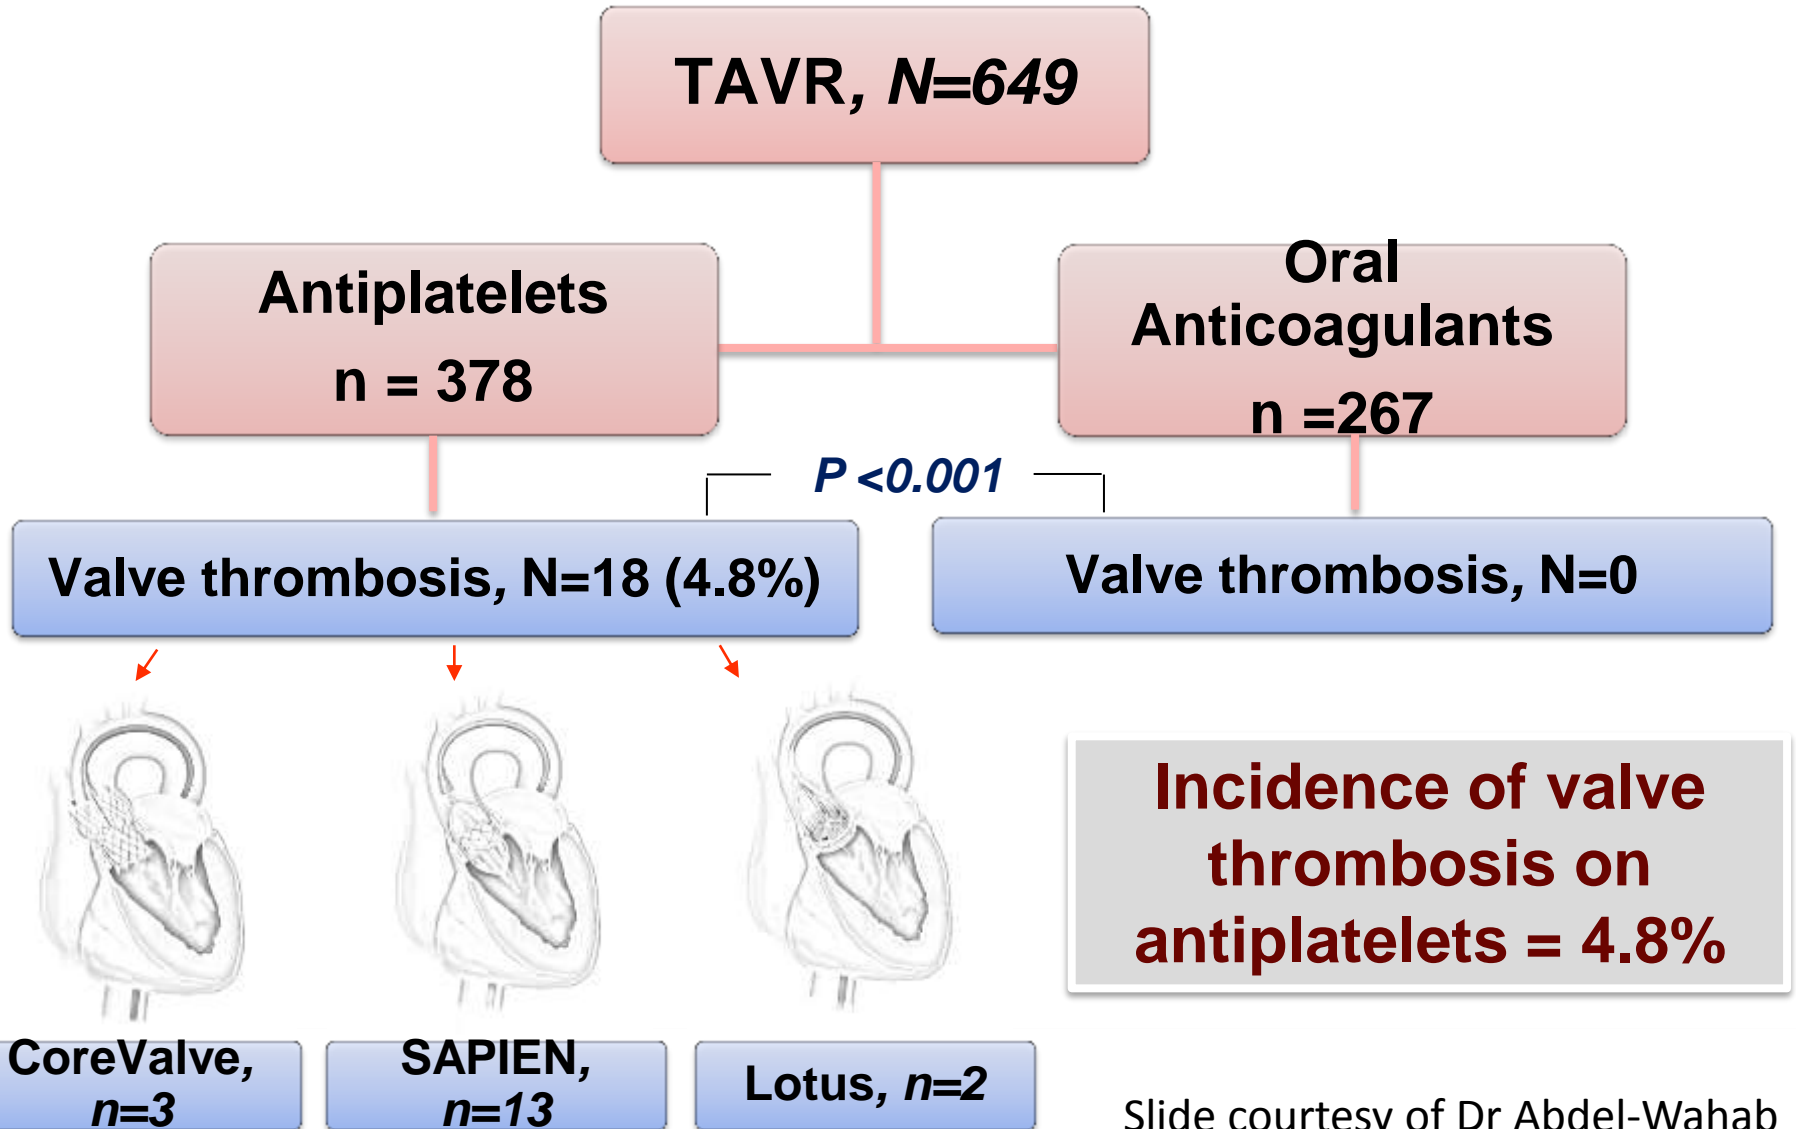 TAVR, N=649
Antiplatelets
n = 378
Oral
Anticoagulants
n =267
P <0.001
Valve thrombosis, N=18 (4.8%)
Valve thrombosis, N=0
Incidence of valve
thrombosis on
antiplatelets = 4.8%
CoreValve,
n=3
SAPIEN,
n=13
Lotus, n=2
Slide courtesy of Dr Abdel-Wahab